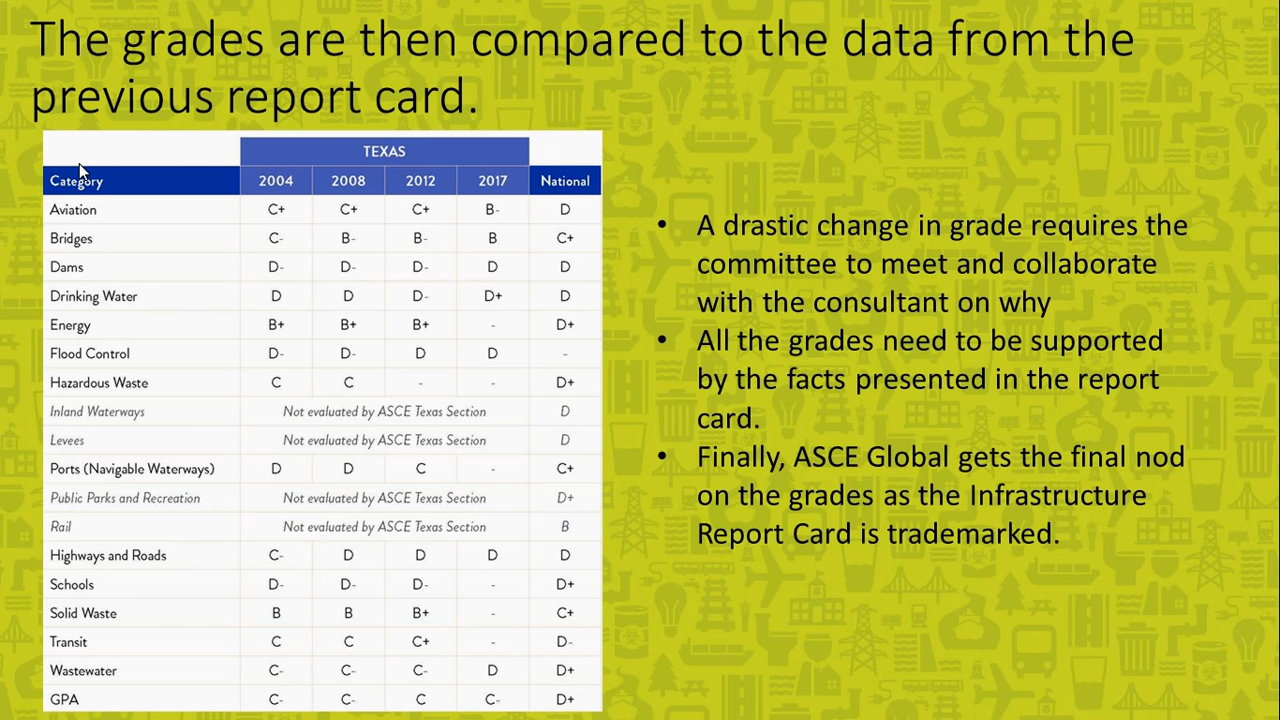 The grades are then compared to the data from the
previous report card.
TEXAS
Category 2004 2008 2012 2017 National
Aviation C+ C+ C+ B- D
Bridges C- B- B- B C+
Dams D- D- D- D D
Drinking Water D D D- D+ D
Energy B+ B+ B+ - D+
Flood Control D- D- D D -
Hazardous Waste C C - - D+
Inland Waterways Not evaluated by ASCE Texas Section D
Levees Not evaluated by ASCE Texas Section D
Ports (Navigable Waterways) D D C - C+
Public Parks and Recreation Not evaluated by ASCE Texas Section D+
Rail Not evaluated by ASCE Texas Section B
Highways and Roads C- D D D D
Schools D- D- D- - D+
Solid Waste B B B+ - C+
Transit C C C+ - D-
Wastewater C- C- C- D D+
GPA C- C- C C- D+
• A drastic change in grade requires the
committee to meet and collaborate
with the consultant on why
• All the grades need to be supported
by the facts presented in the report
card.
• Finally, ASCE Global gets the final nod
on the grades as the Infrastructure
Report Card is trademarked.